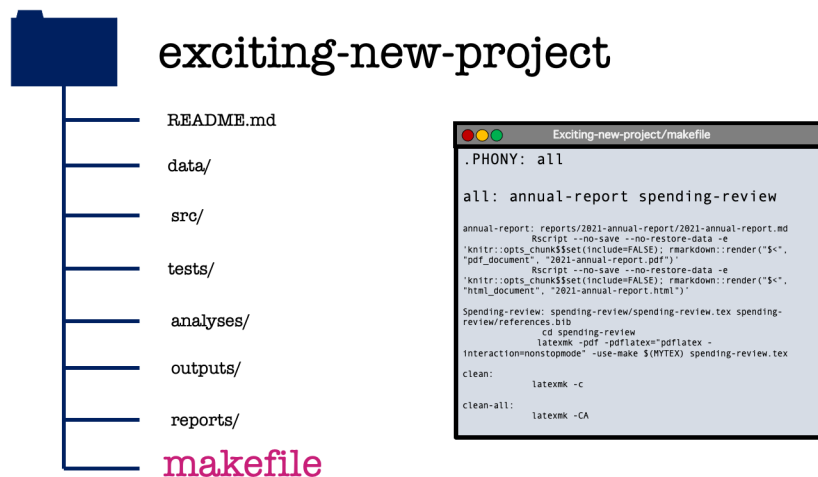 exciting-new-project
README.md
data/
src/
tests/
analyses/
outputs/
reports/
makefile
Exciting-new-project/makefile
.PHONY: all
all: annual-report spending-review
annual-report: reports/2021-annual-report/2021-annual-report.md
Rscript --no-save --no-restore-data -e
'knitr::opts_chunk$$set(include=FALSE); rmarkdown::render("$<",
"pdf_document", "2021-annual-report.pdf")'
Rscript --no-save --no-restore-data -e
'knitr::opts_chunk$$set(include=FALSE); rmarkdown::render("$<",
"html_document", "2021-annual-report.html")'
Spending-review: spending-review/spending-review.tex spending-
review/references.bib
cd spending-review
latexmk -pdf -pdflatex="pdflatex -
interaction=nonstopmode" -use-make $(MYTEX) spending-review.tex
clean:
latexmk -c
clean-all:
latexmk -CA